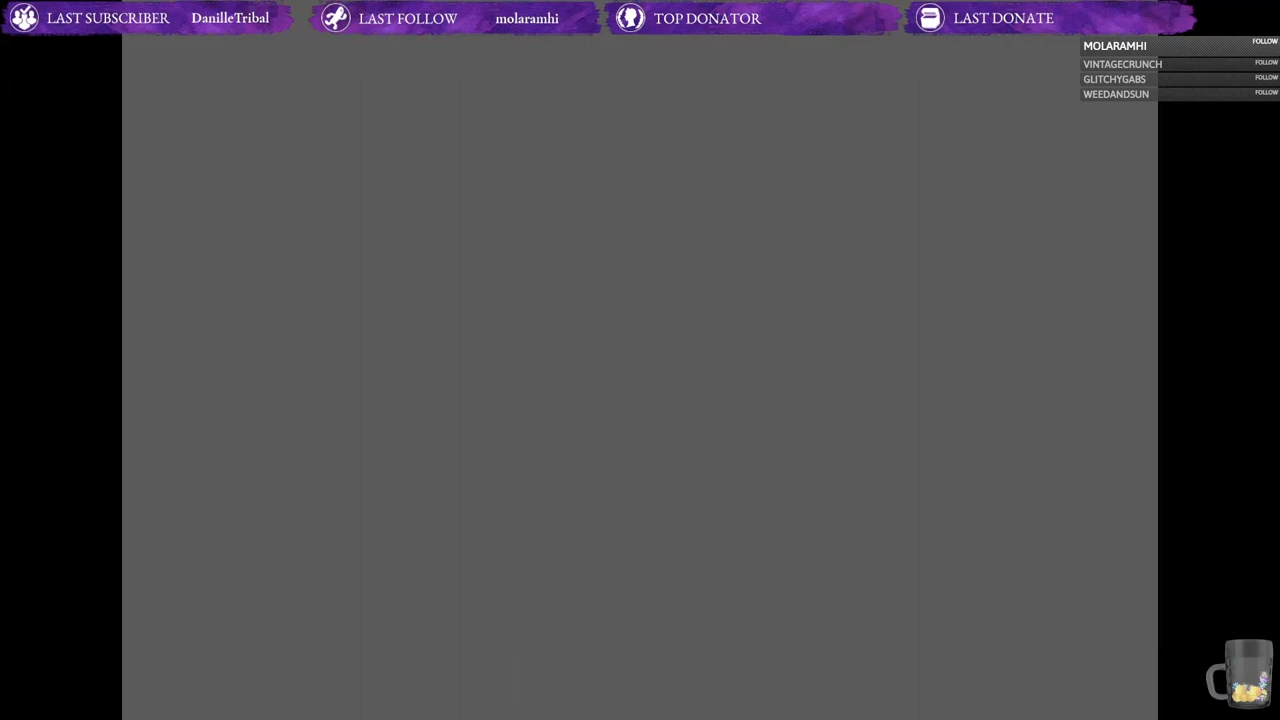 LAST SUBSCRIBER DanilleTribal LAST FOLLOW molaramhi TOP DONATOR LAST DONATE
MOLARAMHI FOLLOW
VINTAGECRUNCH FOLLOW
GLITCHYGABS FOLLOW
WEEDANDSUN FOLLOW